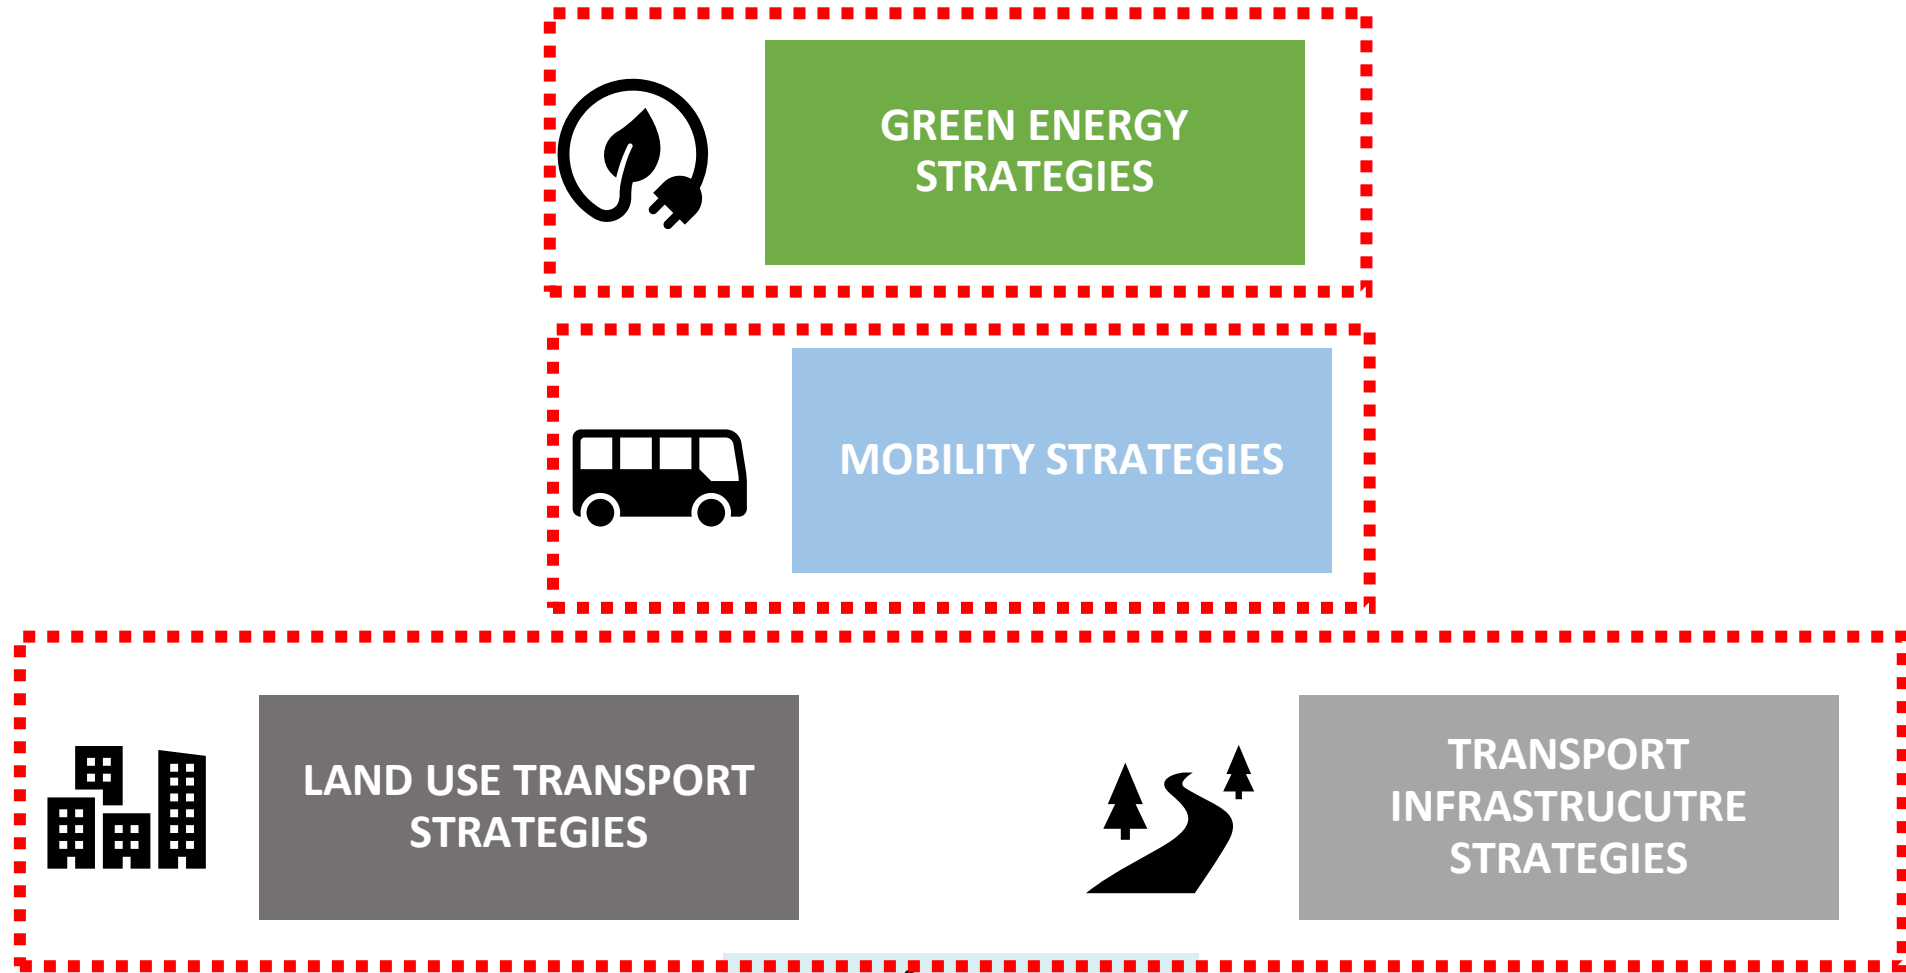 GREEN ENERGY
STRATEGIES
MOBILITY STRATEGIES
LAND USE TRANSPORT
STRATEGIES
TRANSPORT
INFRASTRUCUTRE
STRATEGIES